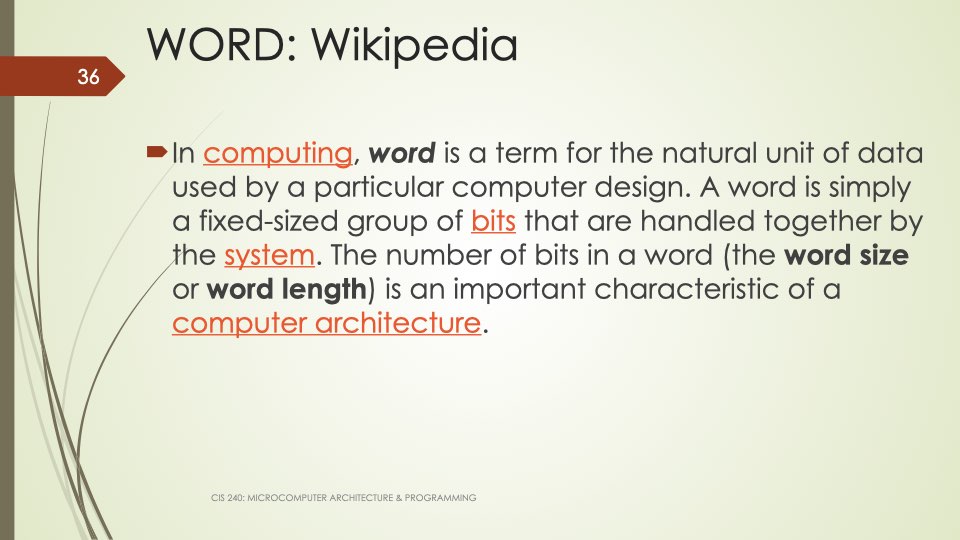 WORD: Wikipedia
36
In computing, word is a term for the natural unit of data
used by a particular computer design. A word is simply
a fixed-sized group of bits that are handled together by
the system. The number of bits in a word (the word size
or word length) is an important characteristic of a
computer architecture.
CIS 240: MICROCOMPUTER ARCHITECTURE & PROGRAMMING